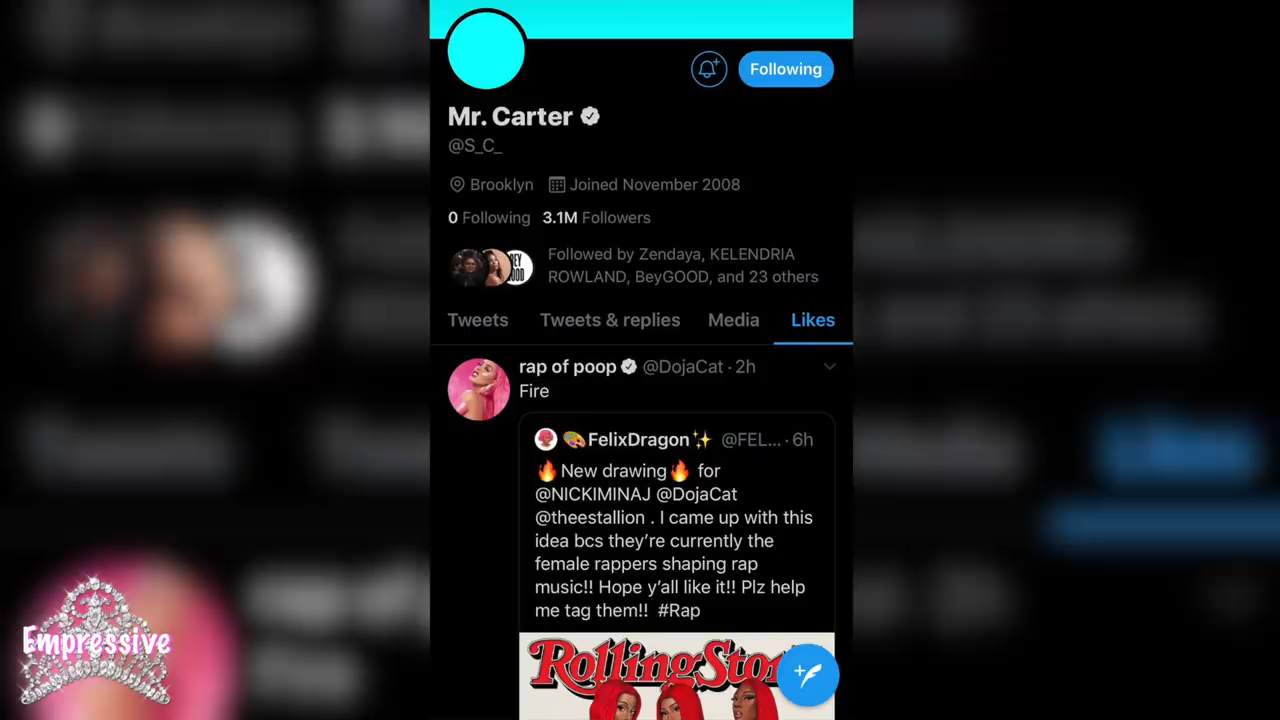 Following
Mr. Carter
@S_C_
Brooklyn Joined November 2008
0 Following 3.1M Followers
Followed by Zendaya, KELENDRIA
ROWLAND, BeyGOOD, and 23 others
Tweets Tweets & replies Media Likes
rap of poop @DojaCat · 2h
Fire
🎨FelixDragon✨ @FEL... · 6h
🔥New drawing🔥 for
@NICKIMINAJ @DojaCat
@theestallion . I came up with this
idea bcs they're currently the
female rappers shaping rap
music!! Hope y'all like it!! Plz help
me tag them!! #Rap
Rolling Ston
Empressive